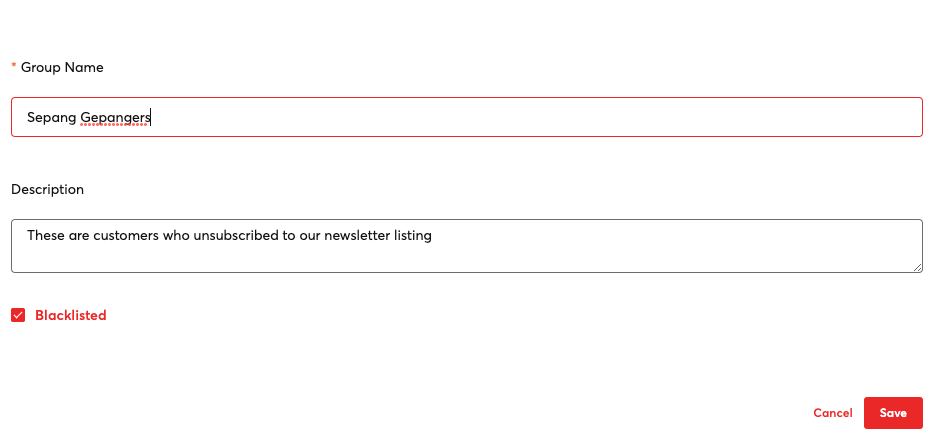 * Group Name
Sepang Gepangers
Description
These are customers who unsubscribed to our newsletter listing
Blacklisted
Cancel Save